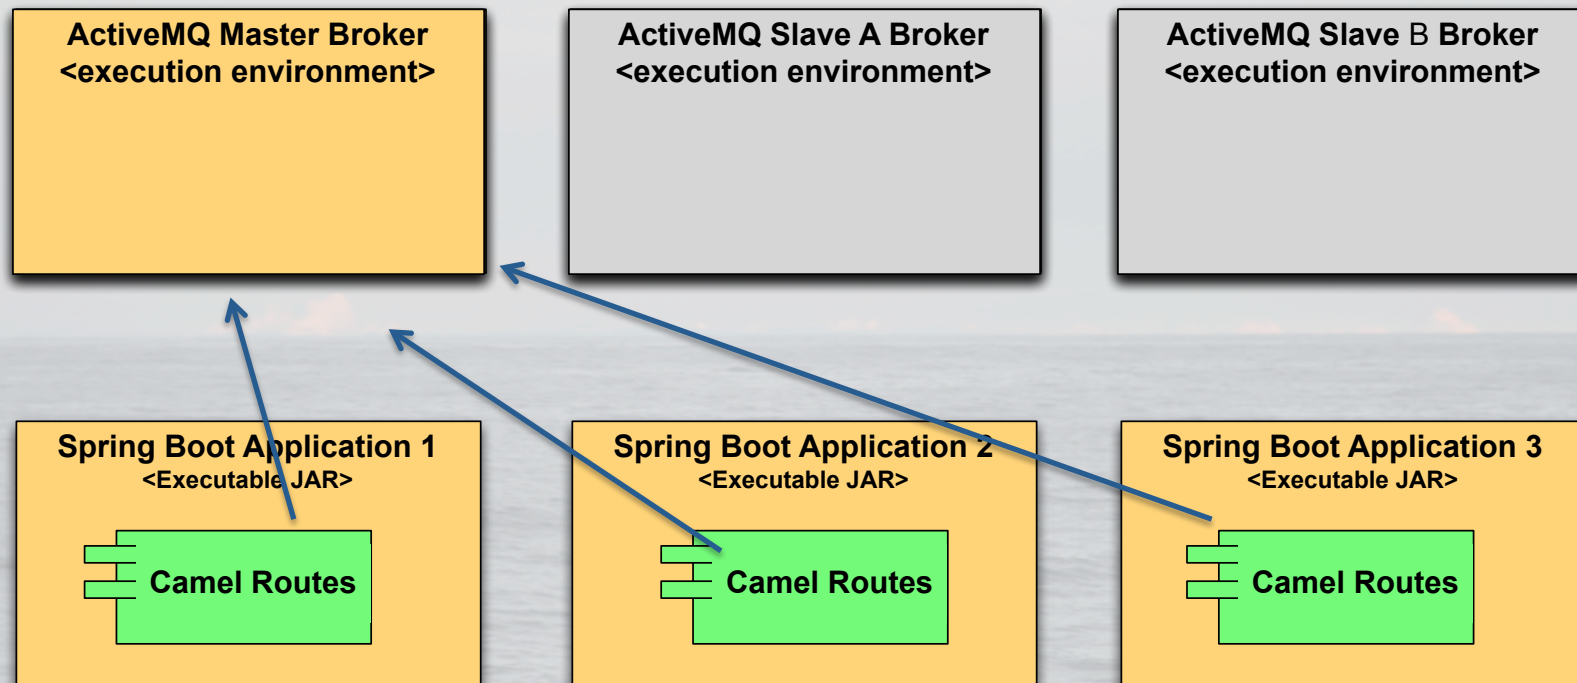 ActiveMQ Master Broker
<execution environment>
ActiveMQ Slave A Broker
<execution environment>
ActiveMQ Slave B Broker
<execution environment>
Spring Boot Application 1
<Executable JAR>
Camel Routes
Spring Boot Application 2
<Executable JAR>
Camel Routes
Spring Boot Application 3
<Executable JAR>
Camel Routes